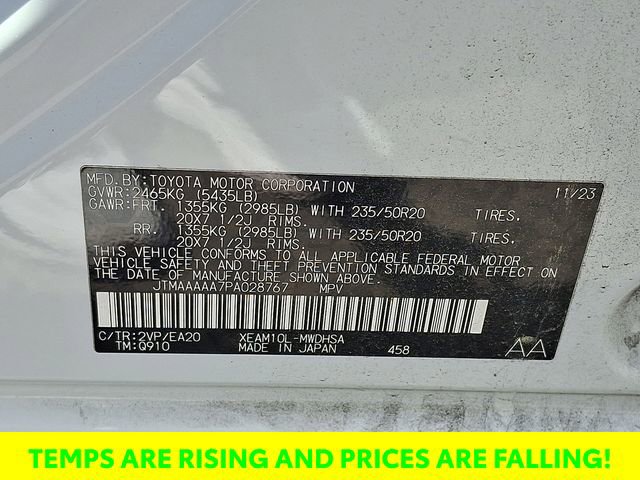 MFD. BY: TOYOTA MOTOR CORPORATION 11/23
GVWR: 2465KG (5435LB)
GAWR: FRT. 1355KG (2985LB) WITH 235/50R20 TIRES.
20X7 1/2J RIMS.
RR. 1355KG (2985LB) WITH 235/50R20 TIRES.
20X7 1/2J RIMS.
THIS VEHICLE CONFORMS TO ALL APPLICABLE FEDERAL MOTOR
VEHICLE SAFETY AND THEFT PREVENTION STANDARDS IN EFFECT ON
THE DATE OF MANUFACTURE SHOWN ABOVE.
JTMAAAAA7PA028767 MPV
C/TR: 2VP/EA20 XEAM10L-MWDHSA
TM: Q910 MADE IN JAPAN 458 AA
TEMPS ARE RISING AND PRICES ARE FALLING!